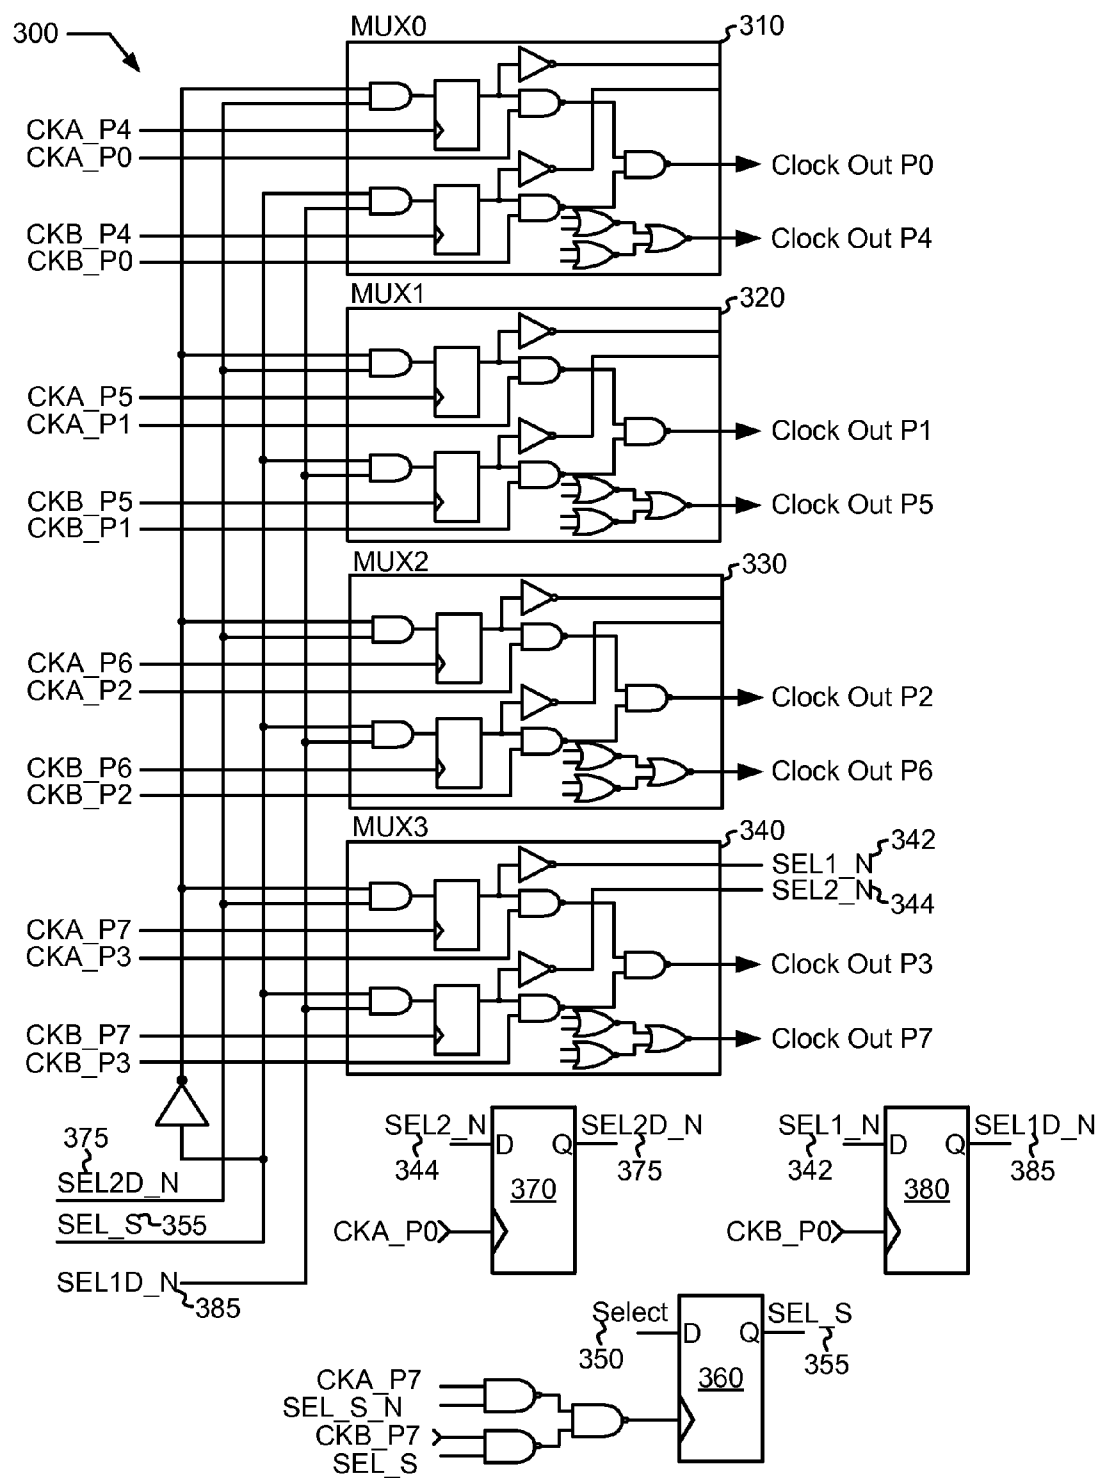 300
MUX0
310
CKA_P4
CKA_P0
Clock Out P0
CKB_P4
CKB_P0
Clock Out P4
MUX1
320
CKA_P5
CKA_P1
Clock Out P1
CKB_P5
CKB_P1
Clock Out P5
MUX2
330
CKA_P6
CKA_P2
Clock Out P2
CKB_P6
CKB_P2
Clock Out P6
MUX3
340
342
SEL1_N
SEL2_N
344
CKA_P7
CKA_P3
Clock Out P3
CKB_P7
CKB_P3
Clock Out P7
375
SEL2D_N
SEL_S 355
SEL1D_N
385
SEL2_N
344
D
Q
SEL2D_N
375
370
CKA_P0
SEL1_N
342
D
Q
SEL1D_N
385
380
CKB_P0
Select
350
D
Q
SEL_S
355
360
CKA_P7
SEL_S_N
CKB_P7
SEL_S